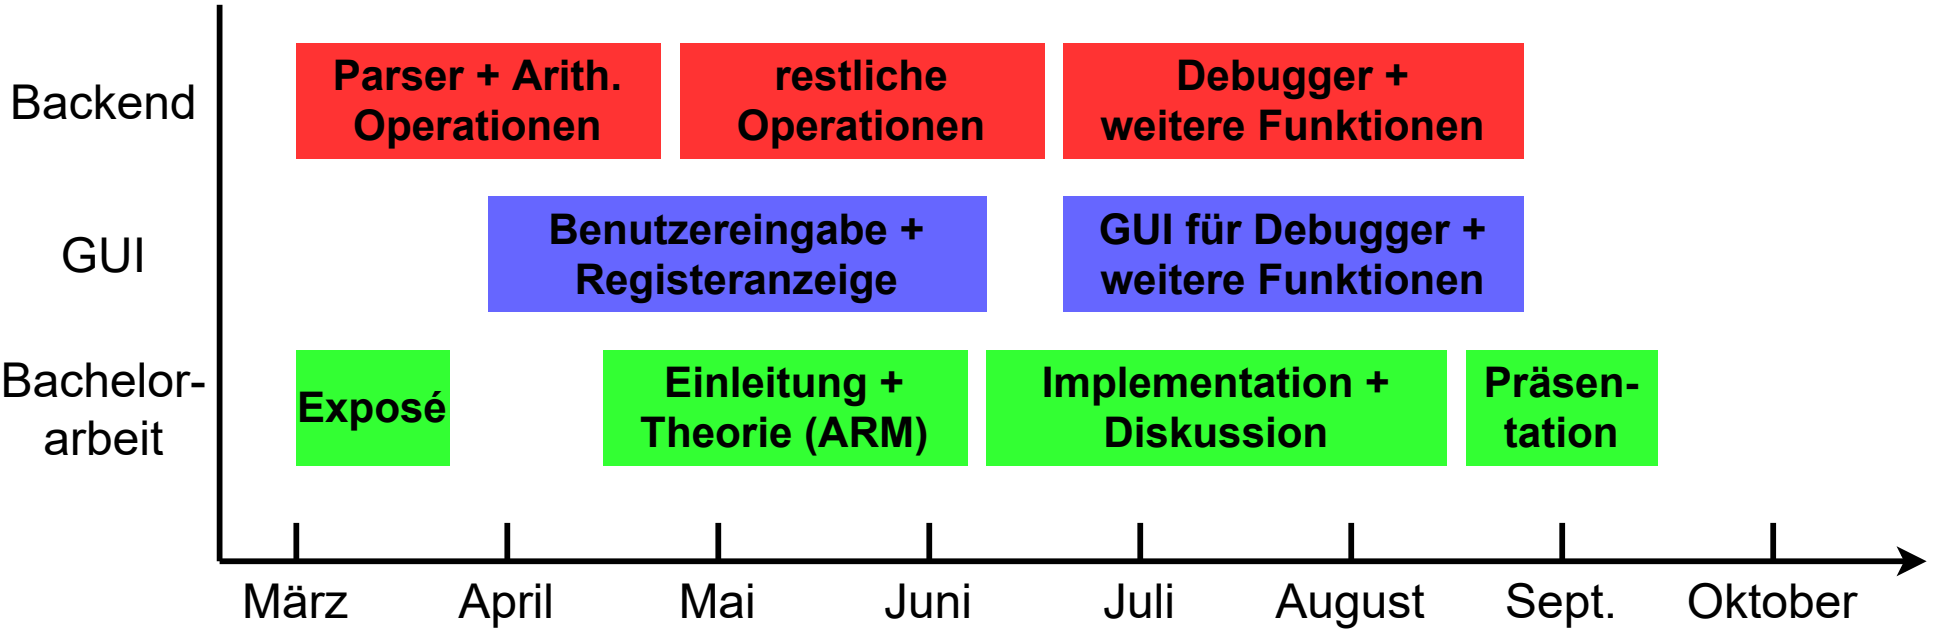 Backend
Parser + Arith.
Operationen
restliche
Operationen
Debugger +
weitere Funktionen
GUI
Benutzereingabe +
Registeranzeige
GUI für Debugger +
weitere Funktionen
Bachelor-
arbeit
Exposé
Einleitung +
Theorie (ARM)
Implementation +
Diskussion
Präsen-
tation
März April Mai Juni Juli August Sept. Oktober